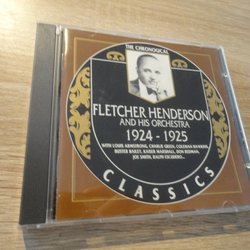 THE CHRONOLOGICAL
FLETCHER HENDERSON
AND HIS ORCHESTRA
1924 - 1925
WITH LOUIS ARMSTRONG, CHARLIE GREEN, COLEMAN HAWKINS,
BUSTER BAILEY, KAISER MARSHALL, DON REDMAN,
JOE SMITH, RALPH ESCUDERO...
CLASSICS